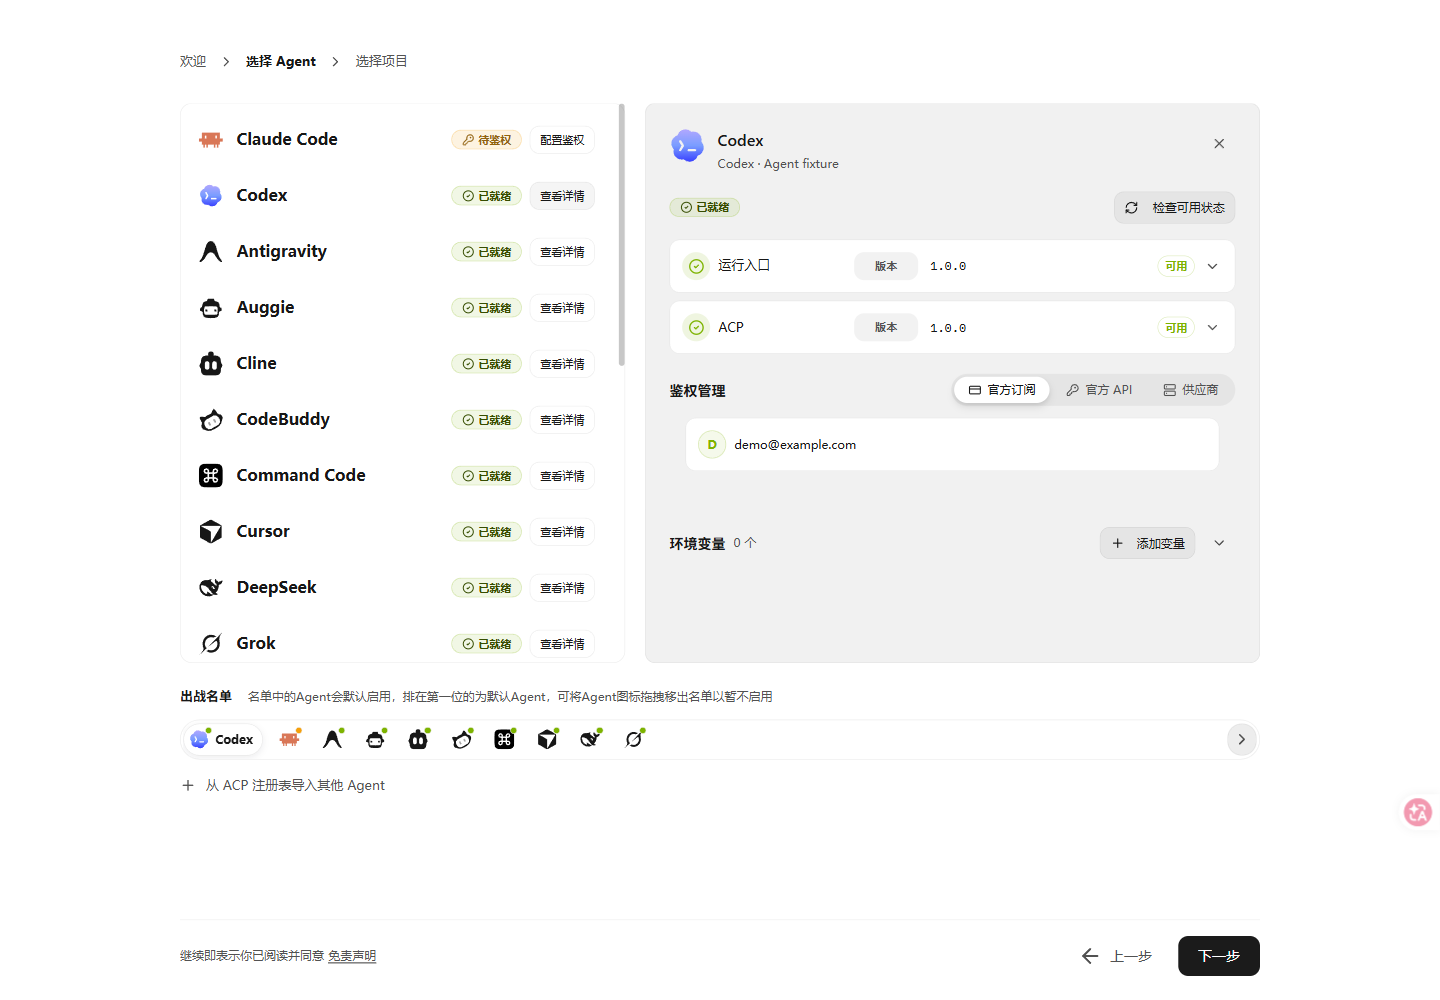 欢迎 > 选择 Agent > 选择项目
Claude Code 待鉴权 配置鉴权
Codex 已就绪 查看详情
Antigravity 已就绪 查看详情
Auggie 已就绪 查看详情
Cline 已就绪 查看详情
CodeBuddy 已就绪 查看详情
Command Code 已就绪 查看详情
Cursor 已就绪 查看详情
DeepSeek 已就绪 查看详情
Grok 已就绪 查看详情
Codex
Codex · Agent fixture
已就绪 检查可用状态
运行入口 版本 1.0.0 可用
ACP 版本 1.0.0 可用
鉴权管理 官方订阅 官方 API 供应商
D demo@example.com
环境变量 0 个 添加变量
出战名单 名单中的Agent会默认启用，排在第一位的为默认Agent，可将Agent图标拖拽移出名单以暂不启用
Codex
从 ACP 注册表导入其他 Agent
继续即表示你已阅读并同意 免责声明
上一步 下一步